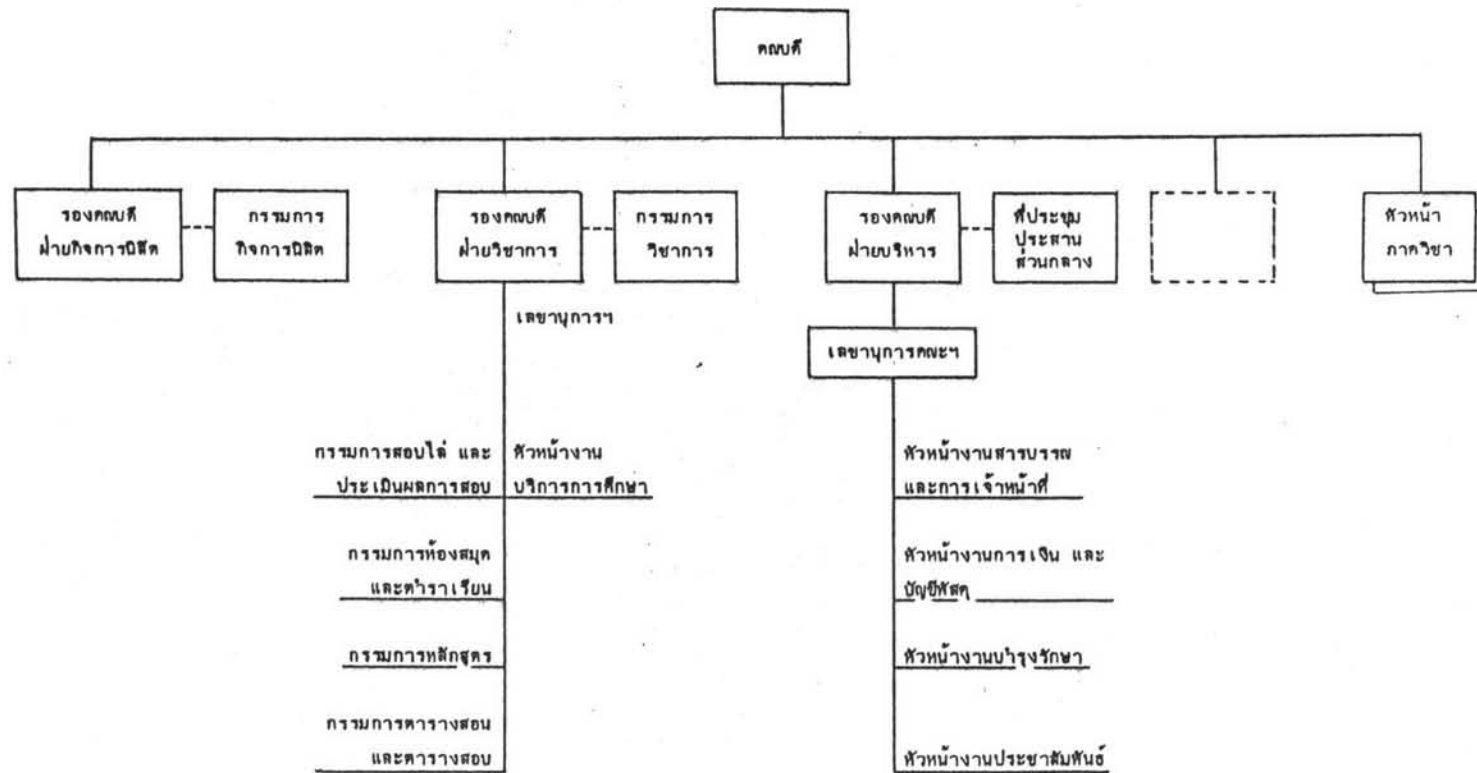 คณบดี
รองคณบดี
ฝ่ายกิจการนิสิต
กรรมการ
กิจการนิสิต
รองคณบดี
ฝ่ายวิชาการ
กรรมการ
วิชาการ
รองคณบดี
ฝ่ายบริหาร
ที่ประชุม
ประสาน
ส่วนกลาง
หัวหน้า
ภาควิชา
เลขานุการฯ
เลขานุการคณะฯ
กรรมการสอบไล่ และ
ประเมินผลการสอบ
หัวหน้างาน
บริการการศึกษา
หัวหน้างานสารบรรณ
และการเจ้าหน้าที่
กรรมการห้องสมุด
และตำราเรียน
หัวหน้างานการเงิน และ
บัญชีพัสดุ
กรรมการหลักสูตร
หัวหน้างานบำรุงรักษา
กรรมการตารางสอน
และตารางสอบ
หัวหน้างานประชาสัมพันธ์